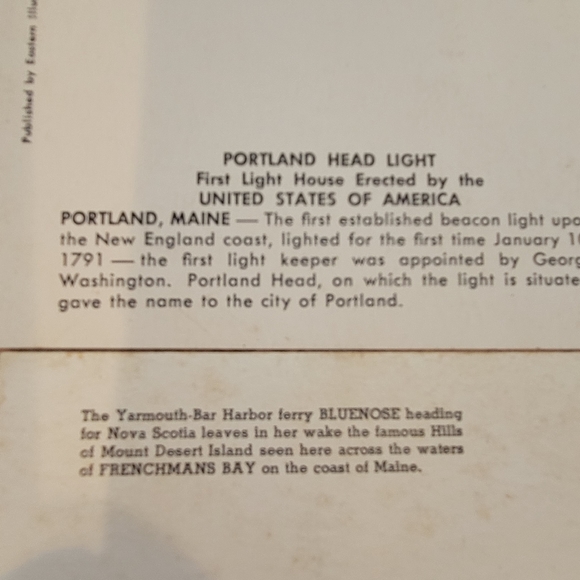 Published by Eastern
PORTLAND HEAD LIGHT
First Light House Erected by the
UNITED STATES OF AMERICA
PORTLAND, MAINE — The first established beacon light
the New England coast, lighted for the first time January
1791 — the first light keeper was appointed by
Washington. Portland Head, on which the light is
gave the name to the city of Portland.
The Yarmouth-Bar Harbor ferry BLUENOSE heading
for Nova Scotia leaves in her wake the famous Hills
of Mount Desert Island seen here across the waters
of FRENCHMANS BAY on the coast of Maine.